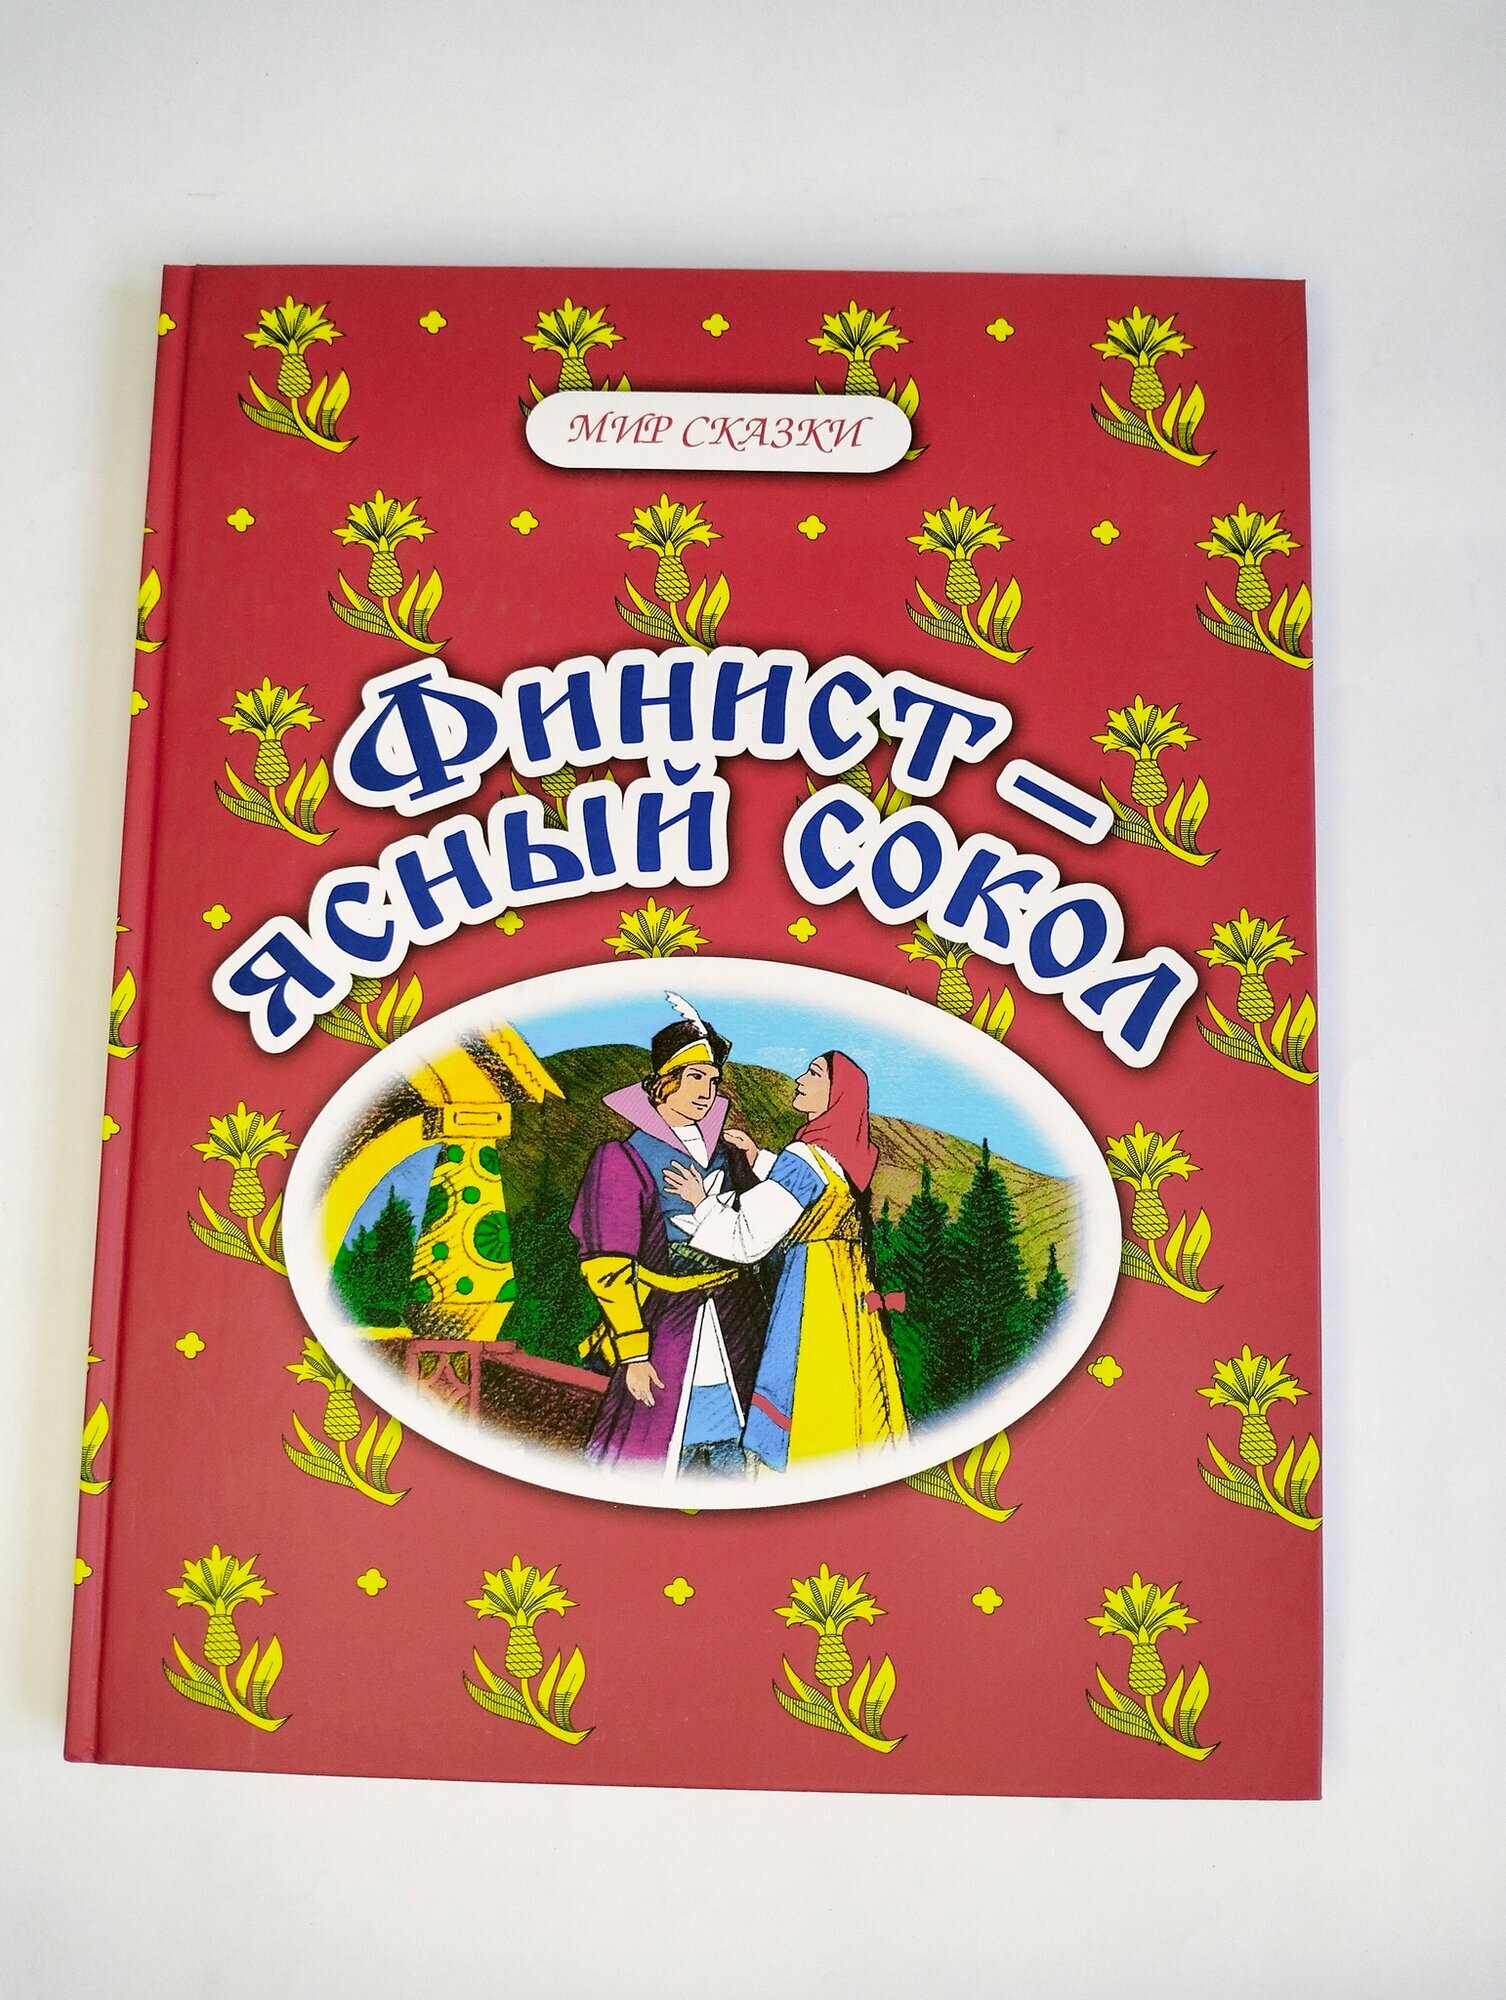 МИР СКАЗКИ
Финист –
ясный сокол